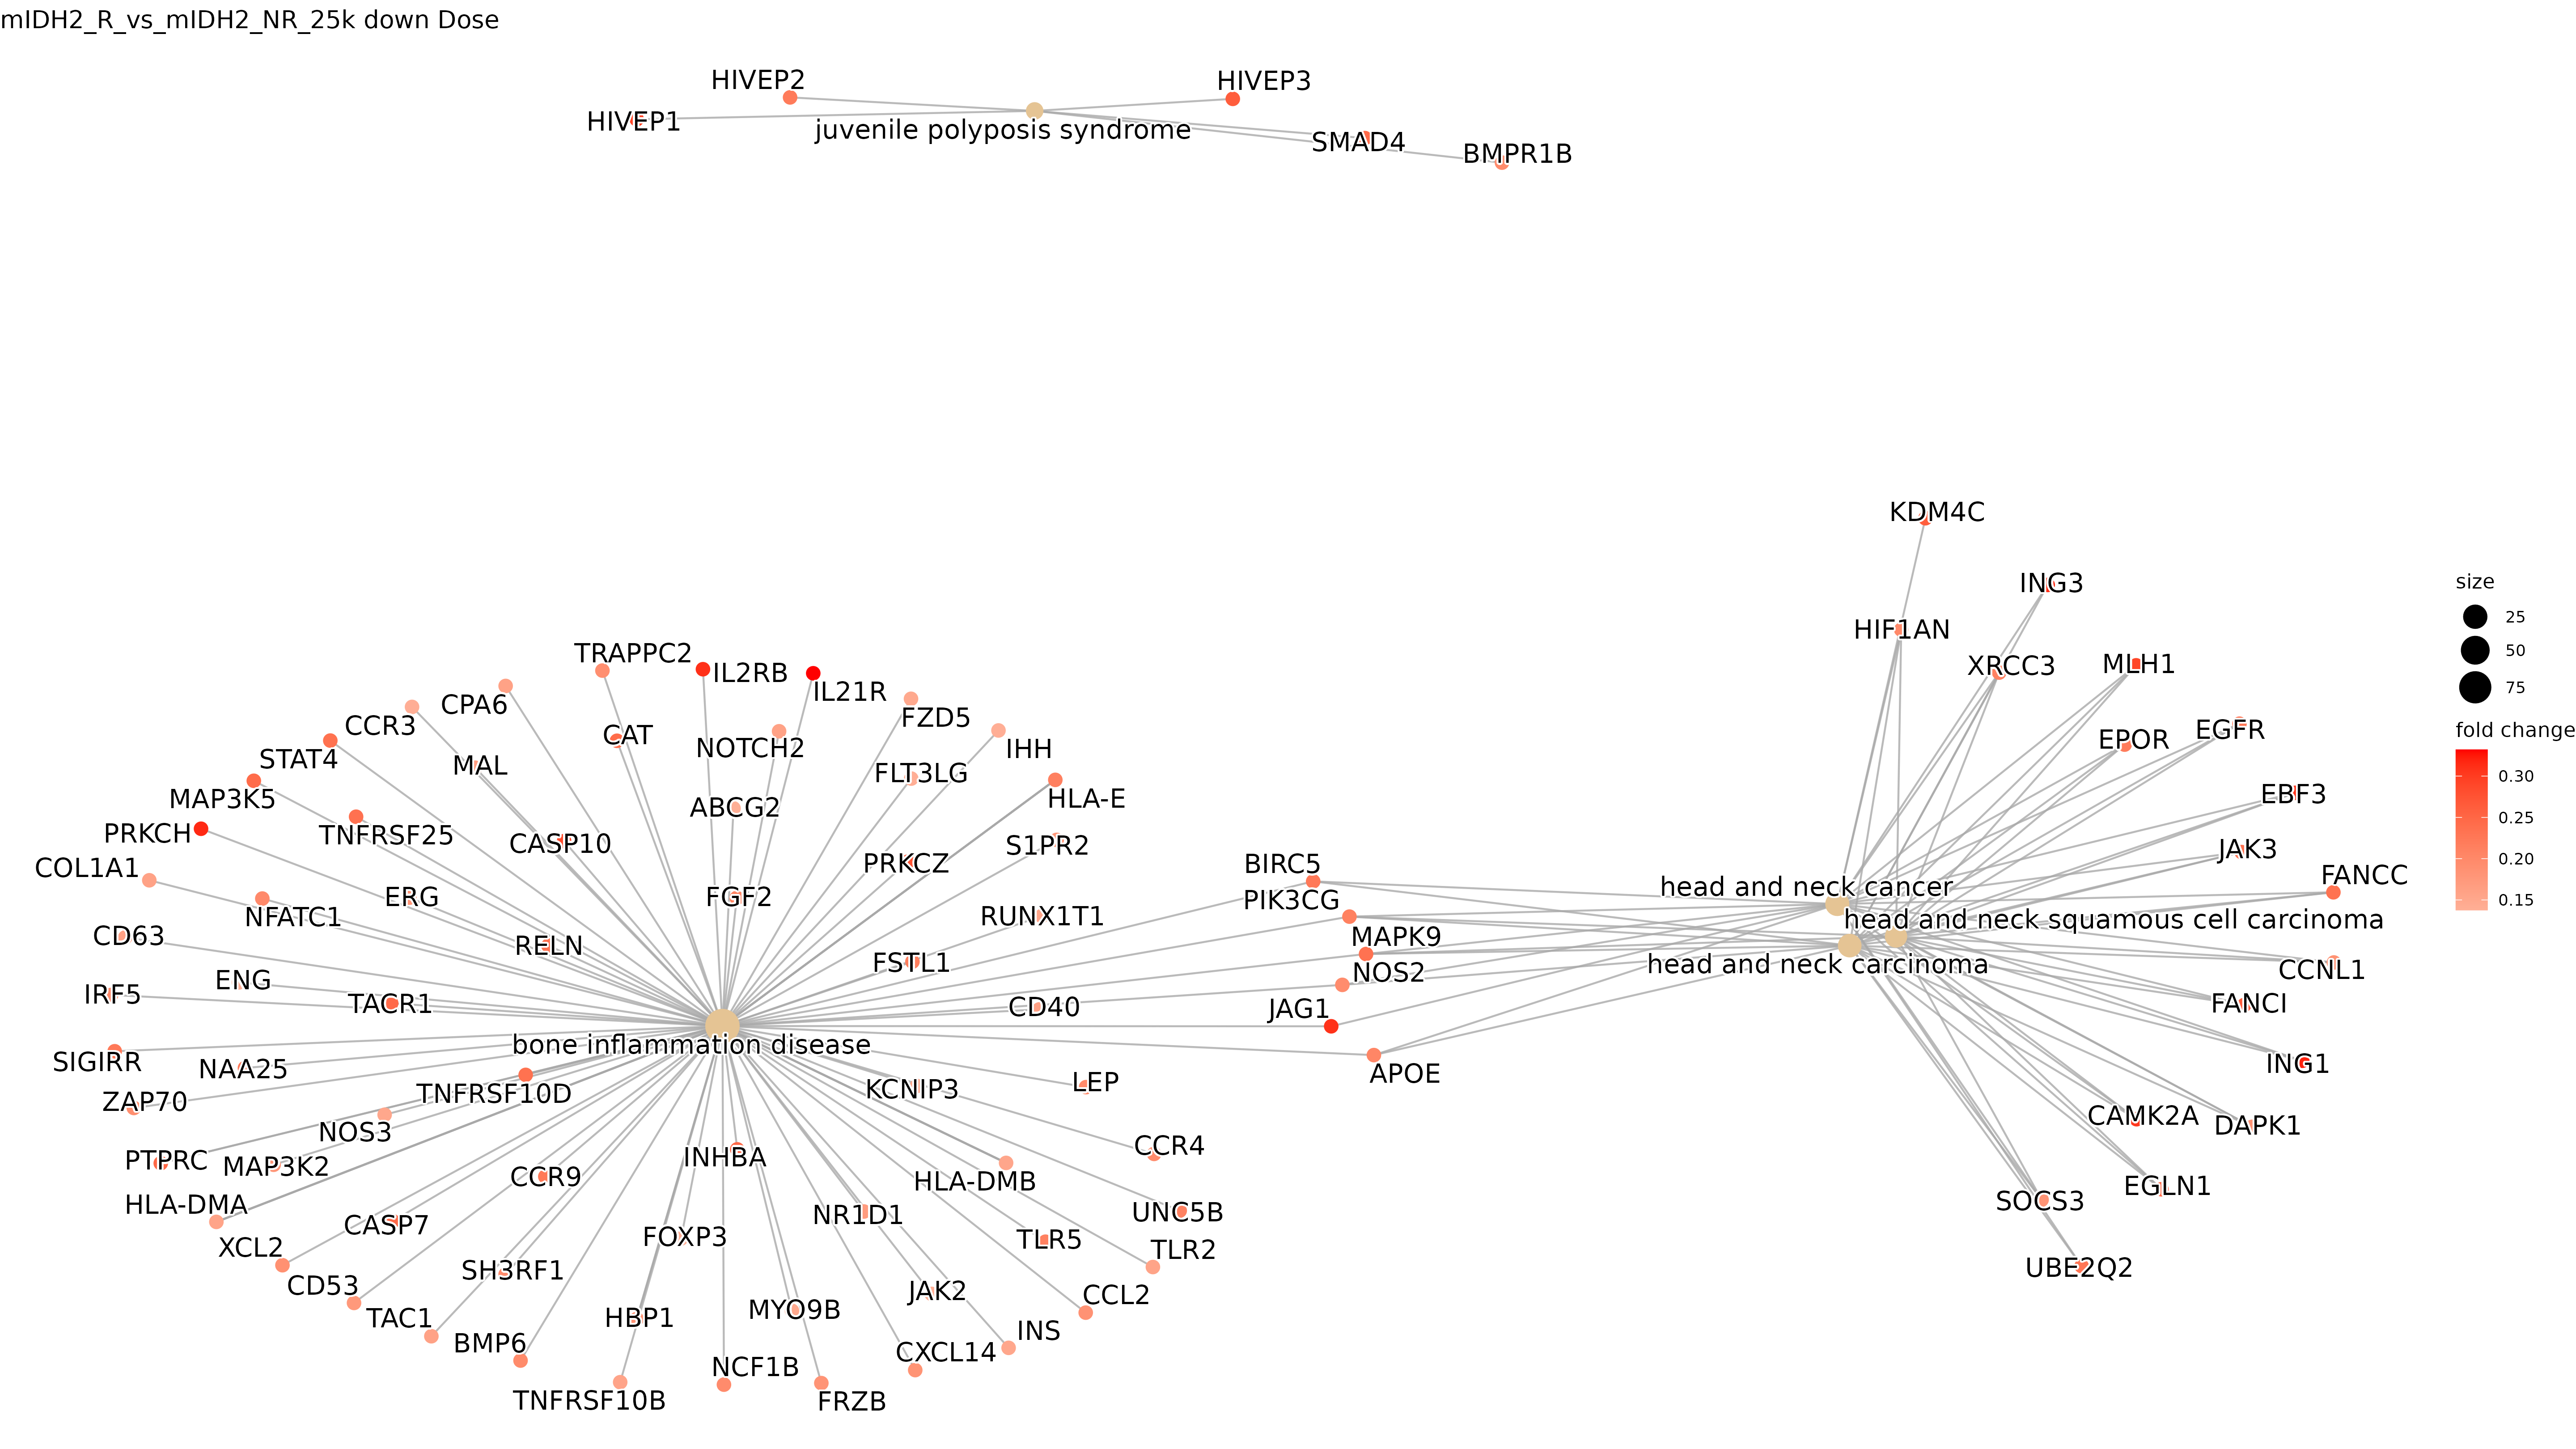 mIDH2_R_vs_mIDH2_NR_25k down Dose
HIVEP2
HIVEP3
HIVEP1
juvenile polyposis syndrome
SMAD4
BMPR1B
KDM4C
ING3
HIF1AN
XRCC3
MLH1
EPOR
EGFR
EBF3
JAK3
FANCC
head and neck cancer
head and neck squamous cell carcinoma
head and neck carcinoma
CCNL1
FANCI
ING1
CAMK2A
DAPK1
EGLN1
SOCS3
UBE2Q2
BIRC5
PIK3CG
MAPK9
NOS2
JAG1
APOE
TRAPPC2
IL2RB
IL21R
CPA6
FZD5
CCR3
CAT
NOTCH2
IHH
STAT4
MAL
FLT3LG
MAP3K5
ABCG2
HLA-E
PRKCH
TNFRSF25
CASP10
S1PR2
COL1A1
PRKCZ
NFATC1
ERG
FGF2
RUNX1T1
CD63
RELN
FSTL1
ENG
IRF5
TACR1
CD40
bone inflammation disease
SIGIRR
NAA25
TNFRSF10D
KCNIP3
LEP
ZAP70
NOS3
PTPRC
MAP3K2
INHBA
CCR4
CCR9
HLA-DMB
HLA-DMA
CASP7
NR1D1
UNC5B
FOXP3
TLR5
TLR2
XCL2
SH3RF1
CD53
JAK2
CCL2
TAC1
HBP1
MYO9B
INS
BMP6
CXCL14
NCF1B
TNFRSF10B
FRZB
size
25
50
75
fold change
0.30
0.25
0.20
0.15